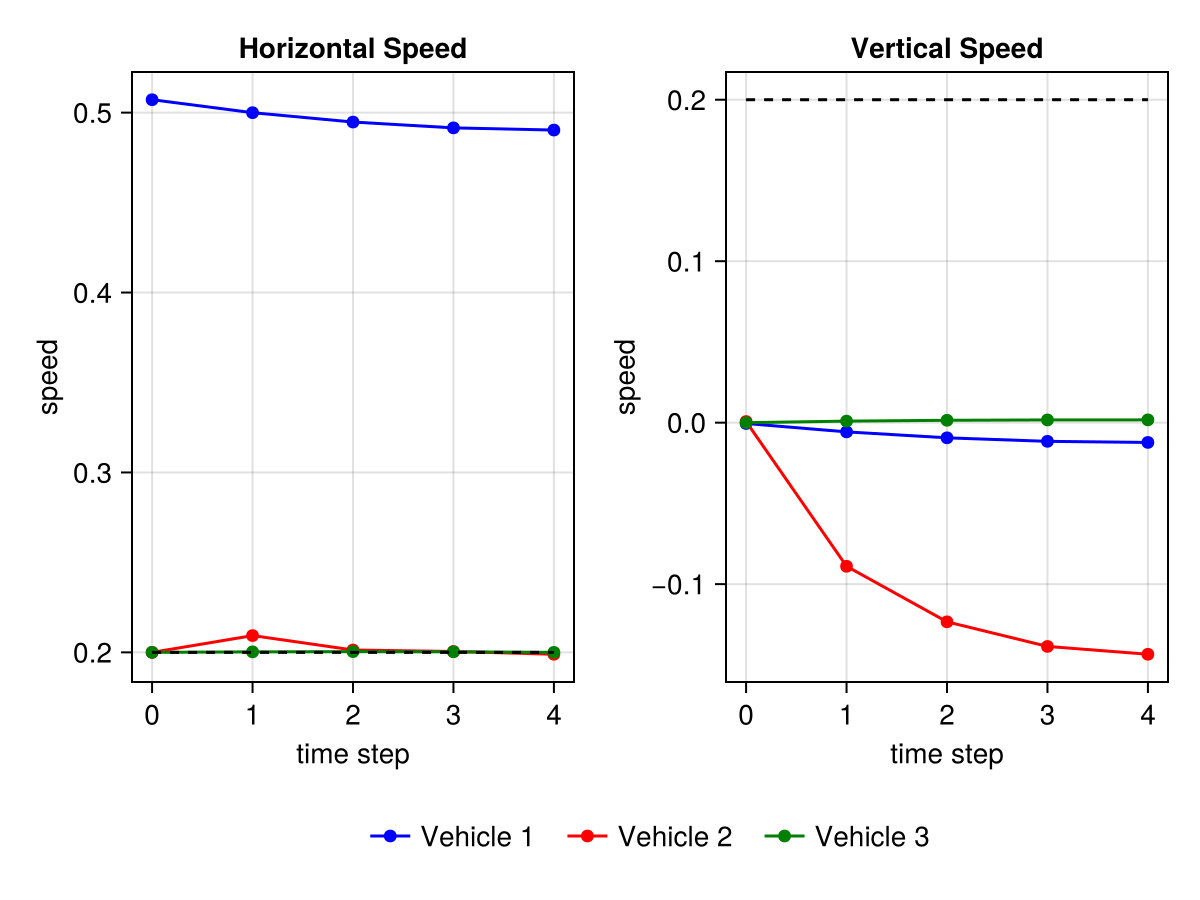 Horizontal Speed
speed
0.5
0.4
0.3
0.2
0 1 2 3 4
time step
Vertical Speed
speed
0.2
0.1
0.0
−0.1
0 1 2 3 4
time step
Vehicle 1 Vehicle 2 Vehicle 3